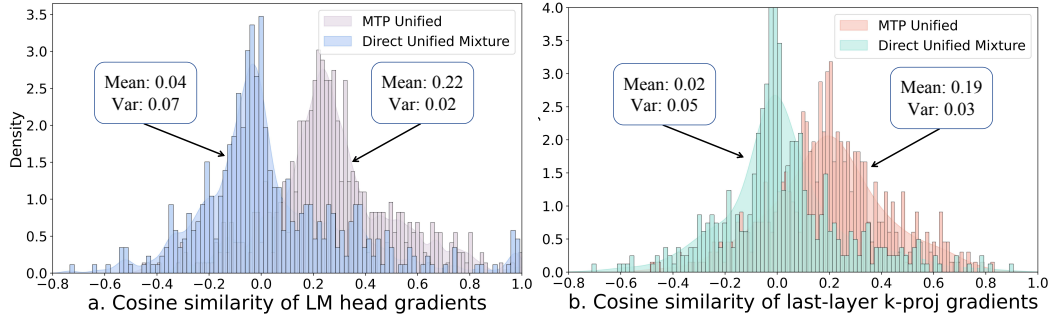 MTP Unified
Direct Unified Mixture
Mean: 0.04
Var: 0.07
Mean: 0.22
Var: 0.02
Density
3.5
3.0
2.5
2.0
1.5
1.0
0.5
0.0
−0.8 −0.6 −0.4 −0.2 0.0 0.2 0.4 0.6 0.8 1.0
a. Cosine similarity of LM head gradients
MTP Unified
Direct Unified Mixture
Mean: 0.02
Var: 0.05
Mean: 0.19
Var: 0.03
4.0
3.5
3.0
2.5
2.0
1.5
1.0
0.5
0.0
−0.8 −0.6 −0.4 −0.2 0.0 0.2 0.4 0.6 0.8 1.0
b. Cosine similarity of last-layer k-proj gradients